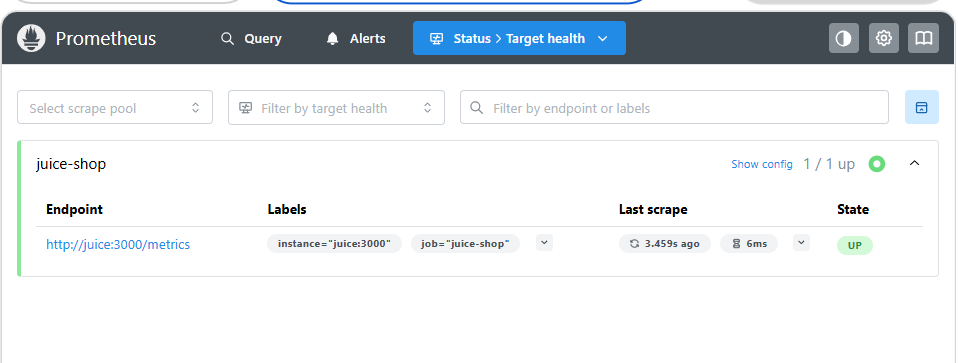 Prometheus Query Alerts Status > Target health
Select scrape pool Filter by target health Filter by endpoint or labels
juice-shop Show config 1 / 1 up
Endpoint Labels Last scrape State
http://juice:3000/metrics instance="juice:3000" job="juice-shop" 3.459s ago 6ms UP